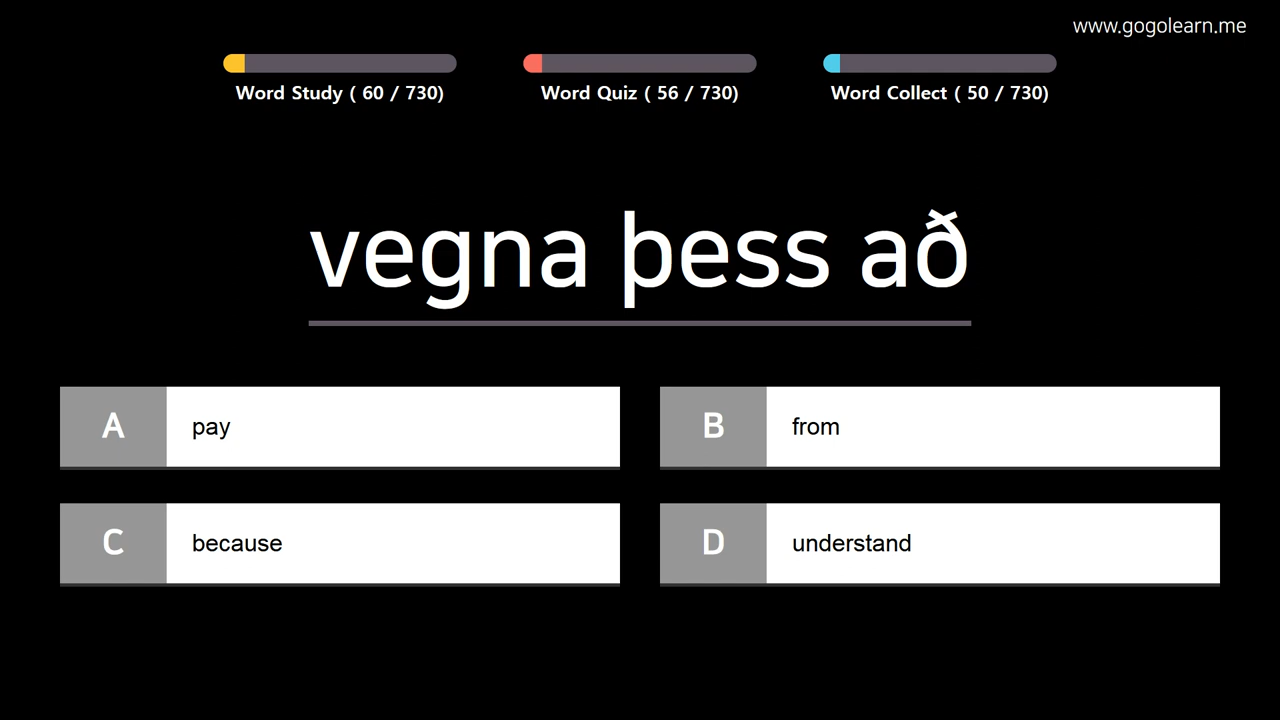 www.gogolearn.me
Word Study ( 60 / 730)
Word Quiz ( 56 / 730)
Word Collect ( 50 / 730)
vegna þess að
A
pay
B
from
C
because
D
understand